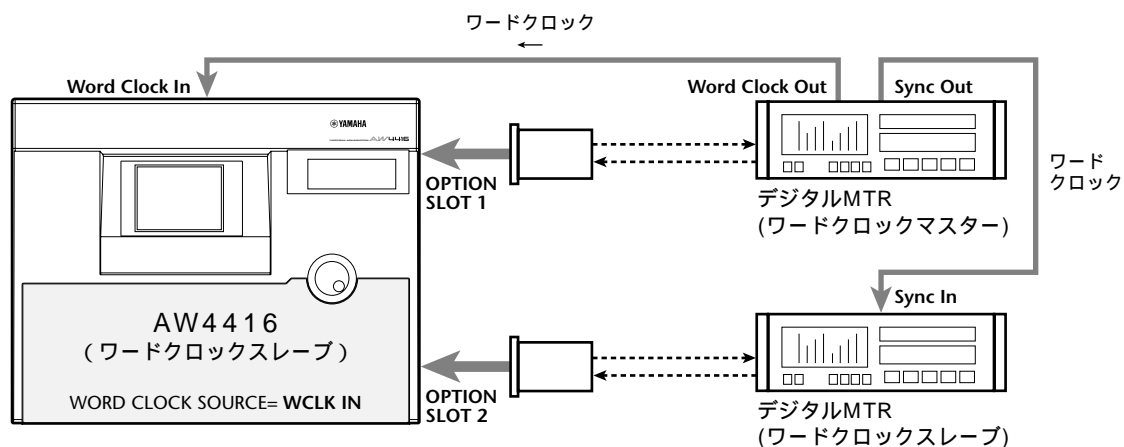 ワードクロック
←
Word Clock In
Word Clock Out
Sync Out
YAMAHA
AW4416
OPTION
SLOT 1
ワード
クロック
デジタルMTR
(ワードクロックマスター)
Sync In
AW4416
(ワードクロックスレーブ)
WORD CLOCK SOURCE= WCLK IN
OPTION
SLOT 2
デジタルMTR
(ワードクロックスレーブ)